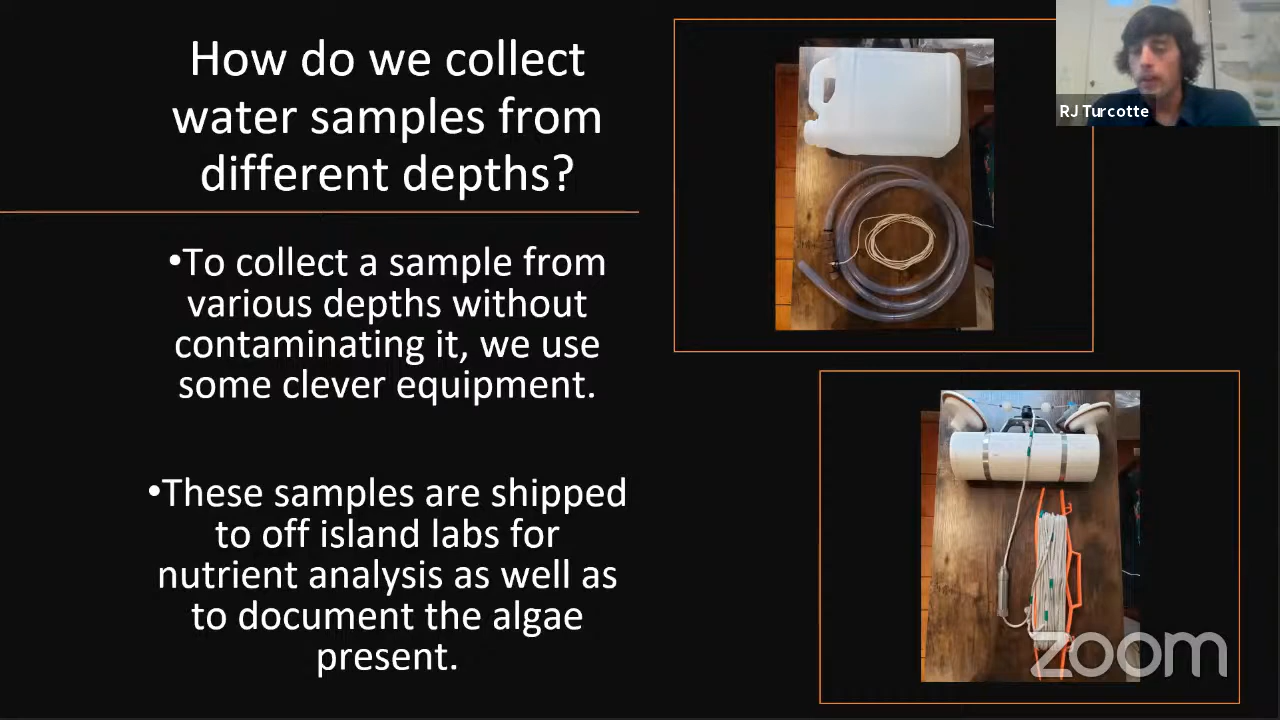 How do we collect
water samples from
different depths?
•To collect a sample from
various depths without
contaminating it, we use
some clever equipment.
•These samples are shipped
to off island labs for
nutrient analysis as well as
to document the algae
present.
RJ Turcotte
zoom